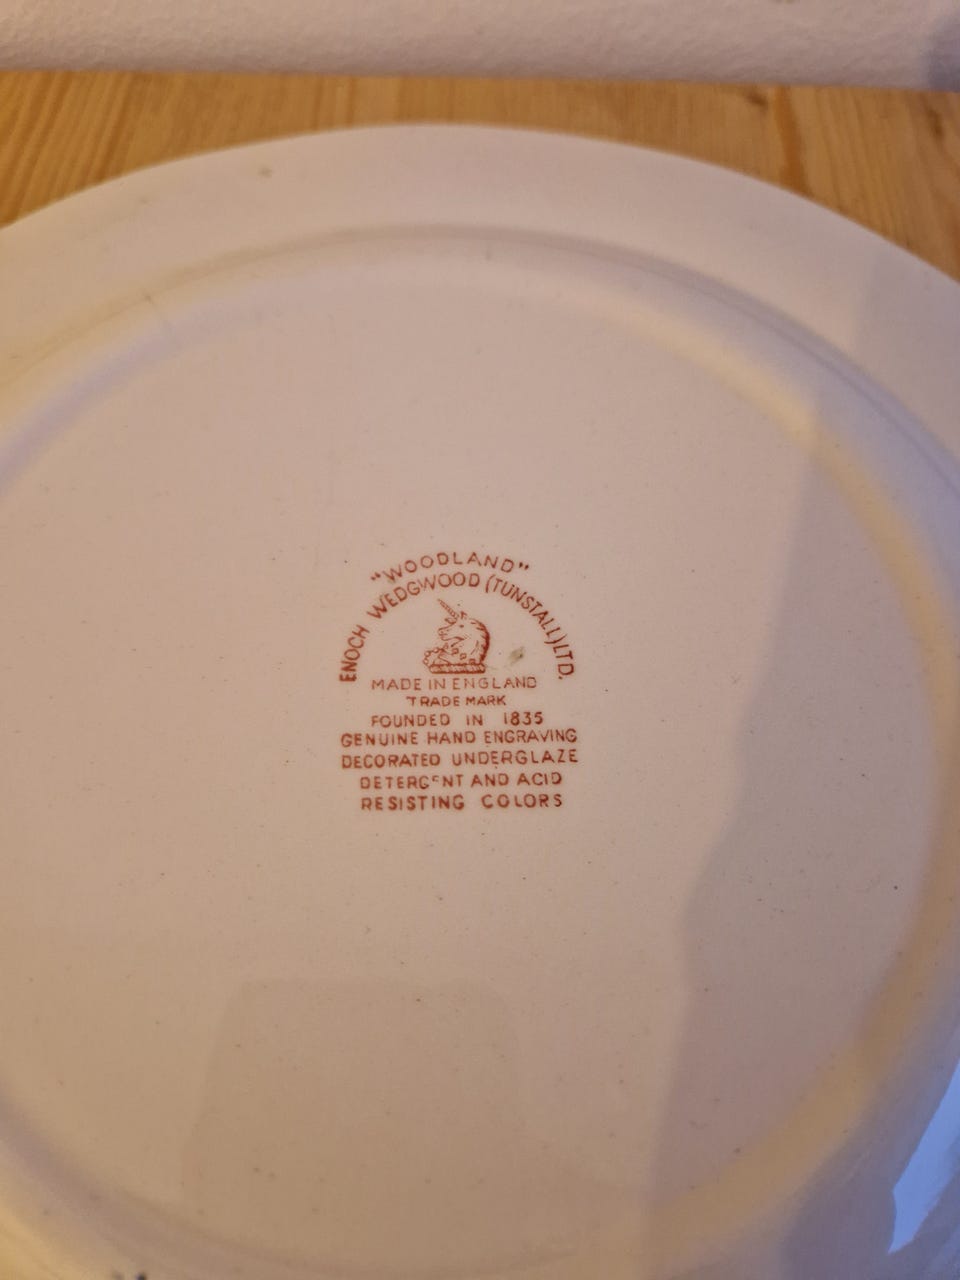 "WOODLAND"
ENOCH WEDGWOOD (TUNSTALL) LTD.
MADE IN ENGLAND
TRADE MARK
FOUNDED IN 1835
GENUINE HAND ENGRAVING
DECORATED UNDERGLAZE
DETERGENT AND ACID
RESISTING COLORS